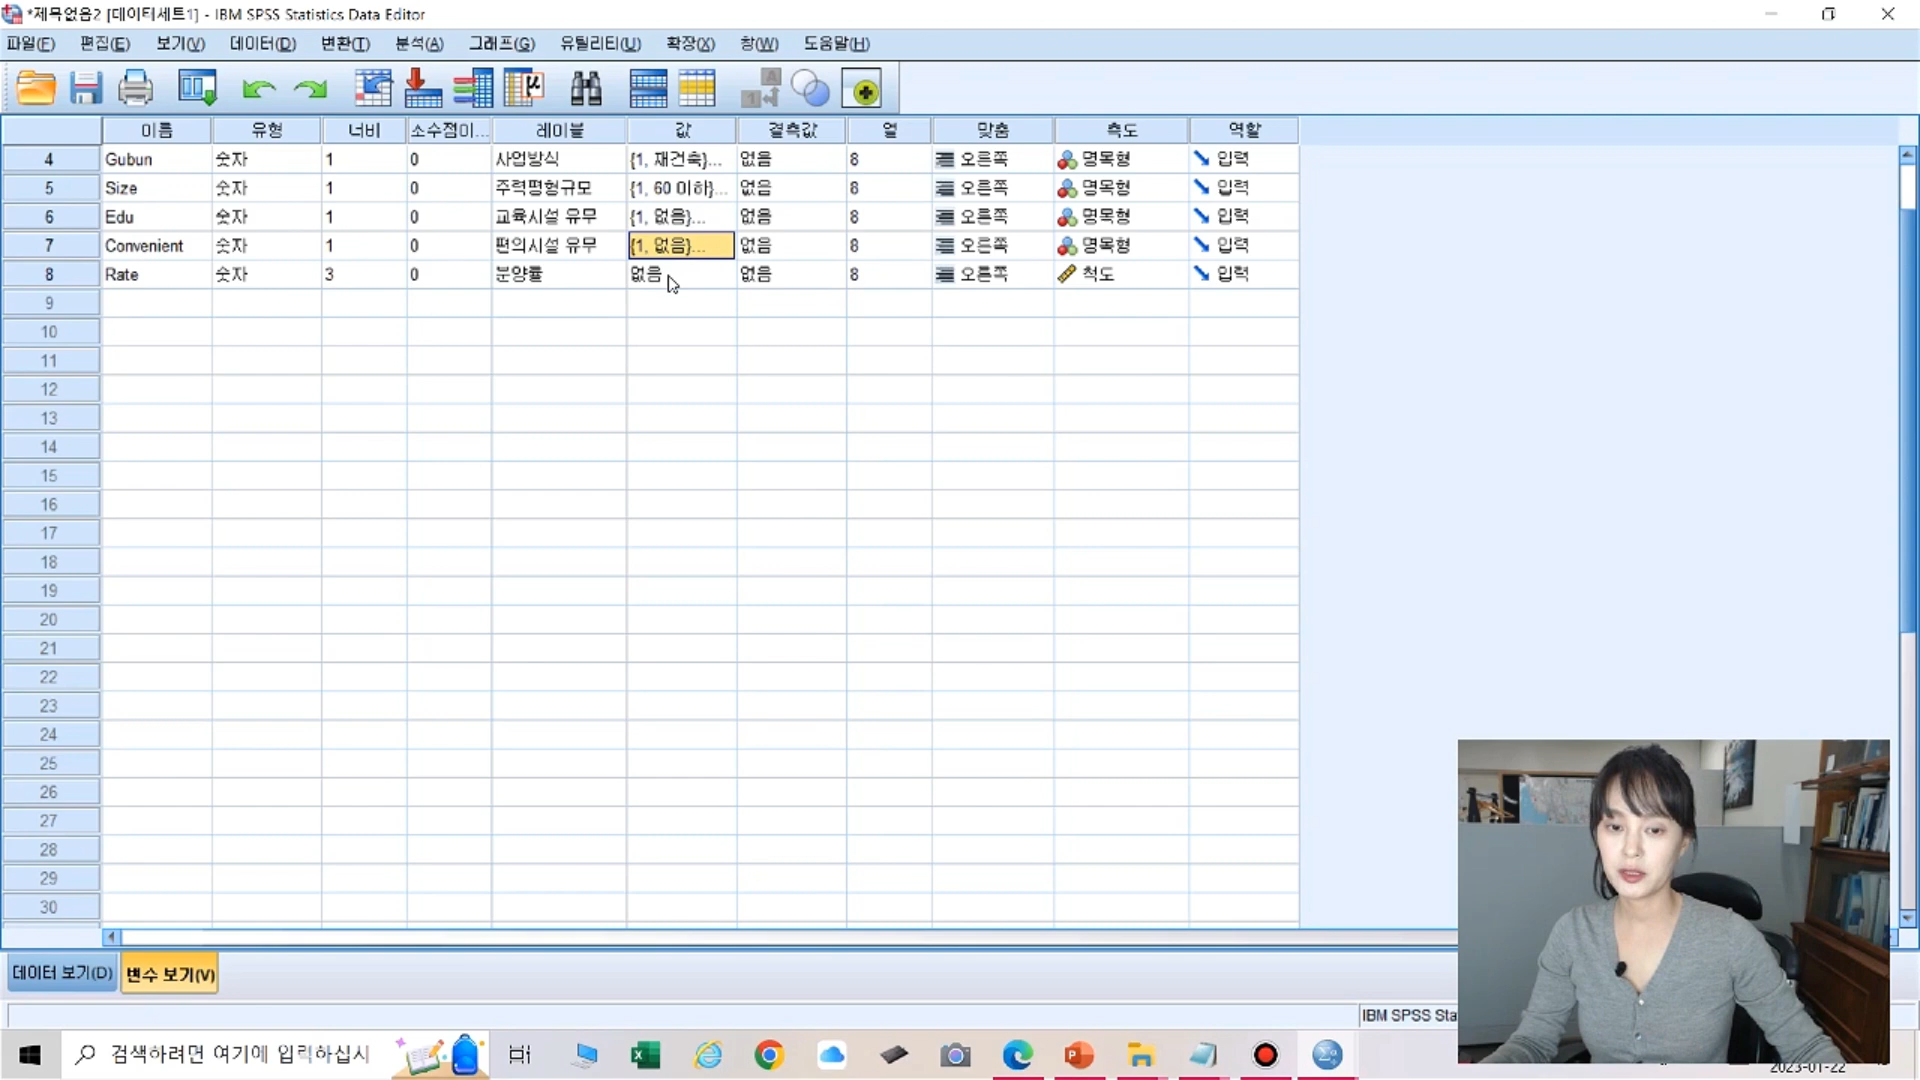 *제목없음2 [데이터세트1] - IBM SPSS Statistics Data Editor
파일(F) 편집(E) 보기(V) 데이터(D) 변환(T) 분석(A) 그래프(G) 유틸리티(U) 확장(X) 창(W) 도움말(H)
이름 유형 너비 소수점이... 레이블 값 결측값 열 맞춤 측도 역할
4 Gubun 숫자 1 0 사업방식 {1, 재건축}... 없음 8 오른쪽 명목형 입력
5 Size 숫자 1 0 주력평형규모 {1, 60 이하}... 없음 8 오른쪽 명목형 입력
6 Edu 숫자 1 0 교육시설 유무 {1, 없음}... 없음 8 오른쪽 명목형 입력
7 Convenient 숫자 1 0 편의시설 유무 {1, 없음}... 없음 8 오른쪽 명목형 입력
8 Rate 숫자 3 0 분양률 없음 없음 8 오른쪽 척도 입력
9
10
11
12
13
14
15
16
17
18
19
20
21
22
23
24
25
26
27
28
29
30
데이터 보기(D) 변수 보기(V)
IBM SPSS Sta
검색하려면 여기에 입력하십시
2023-01-22